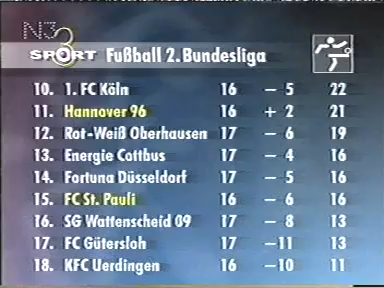 N3
SPORT 3 Fußball 2. Bundesliga
10. 1. FC Köln 16 – 5 22
11. Hannover 96 16 + 2 21
12. Rot-Weiß Oberhausen 17 – 6 19
13. Energie Cottbus 17 – 4 16
14. Fortuna Düsseldorf 17 – 5 16
15. FC St. Pauli 16 – 6 16
16. SG Wattenscheid 09 17 – 8 13
17. FC Gütersloh 17 –11 13
18. KFC Uerdingen 16 –10 11